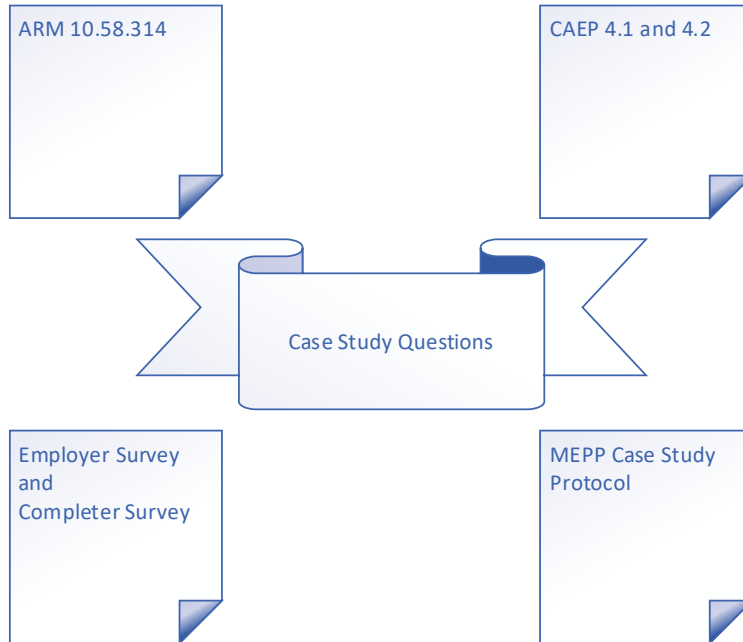 ARM 10.58.314
CAEP 4.1 and 4.2
Case Study Questions
Employer Survey
and
Completer Survey
MEPP Case Study
Protocol